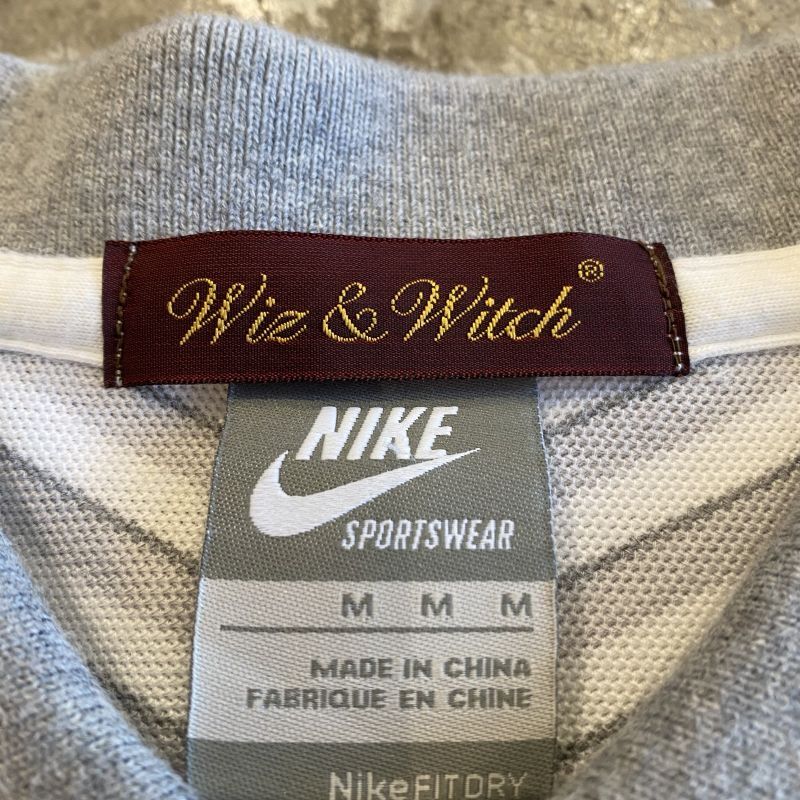 Wiz & Witch ®
NIKE
SPORTSWEAR
M M M
MADE IN CHINA
FABRIQUE EN CHINE
NikeFITDRY